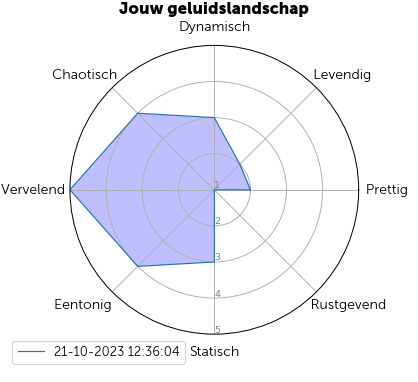 Jouw geluidslandschap
Dynamisch
Chaotisch
Levendig
Vervelend
1
Prettig
2
3
4
Eentonig
Rustgevend
5
21-10-2023 12:36:04
Statisch